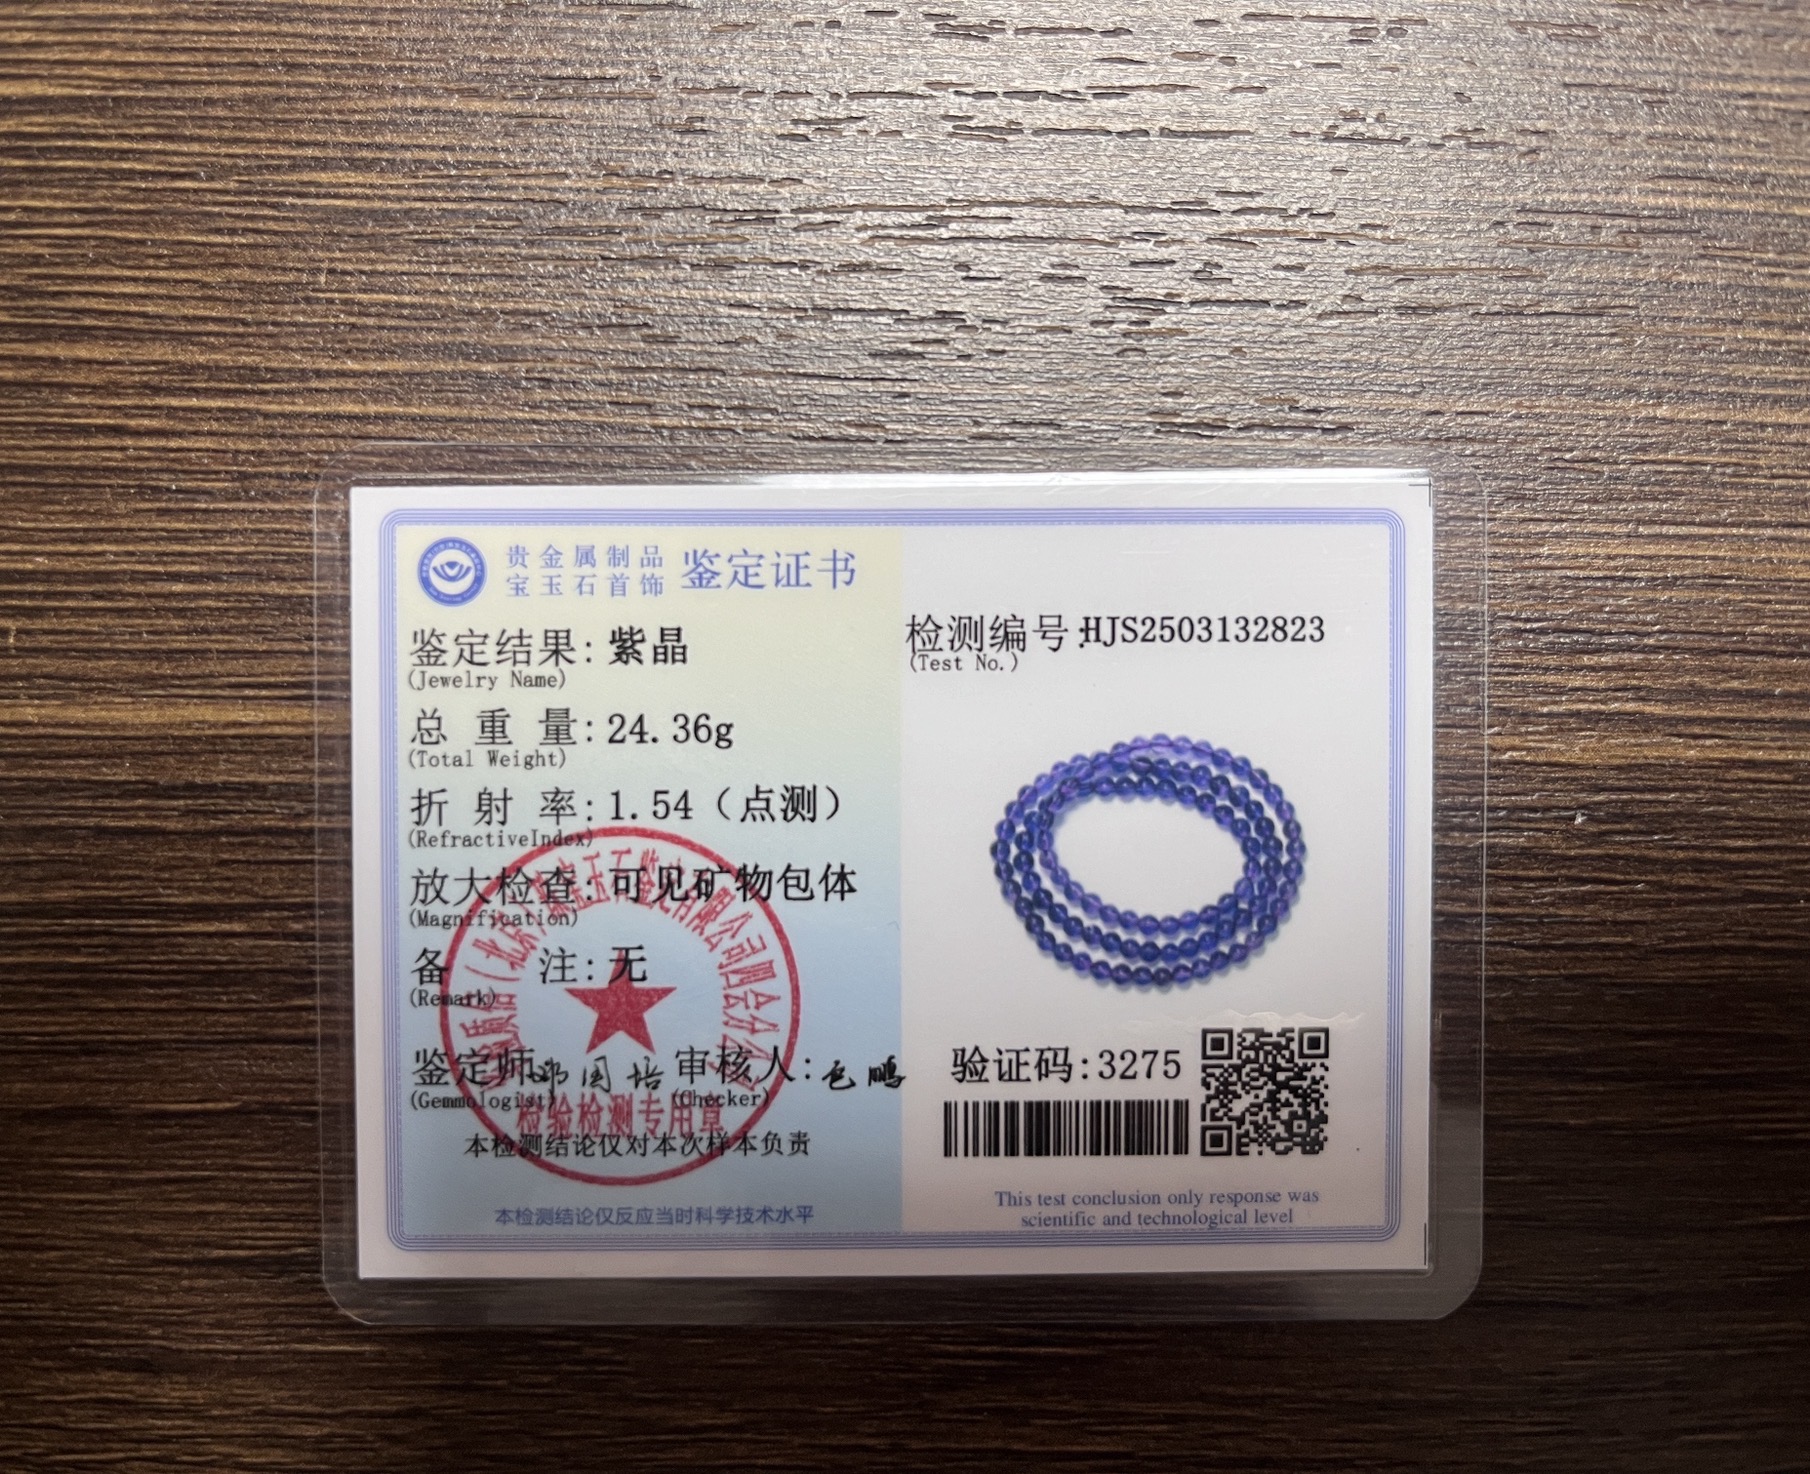 贵金属制品
宝玉石首饰
鉴定证书
鉴定结果:紫晶
(Jewelry Name)
总重量:24.36g
(Total Weight)
折射率:1.54（点测）
(RefractiveIndex)
放大检查:可见矿物包体
(Magnification)
备注:无
(Remark)
鉴定师 国培 审核人:包鹏
(Gemmologist) (Checker)
检验检测专用章
本检测结论仅对本次样本负责
本检测结论仅反应当时科学技术水平
检测编号:HJS2503132823
(Test No.)
验证码:3275
This test conclusion only response was
scientific and technological level